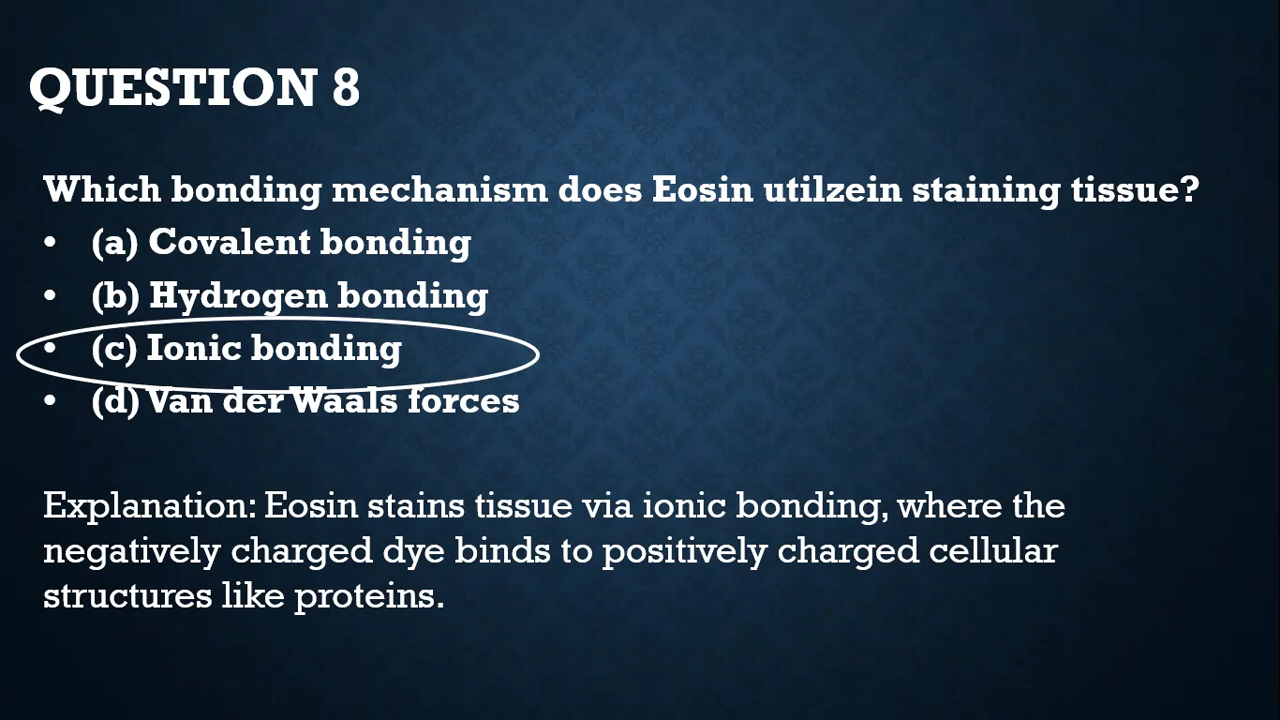 QUESTION 8
Which bonding mechanism does Eosin utilzein staining tissue?
• (a) Covalent bonding
• (b) Hydrogen bonding
• (c) Ionic bonding
• (d) Van der Waals forces
Explanation: Eosin stains tissue via ionic bonding, where the
negatively charged dye binds to positively charged cellular
structures like proteins.